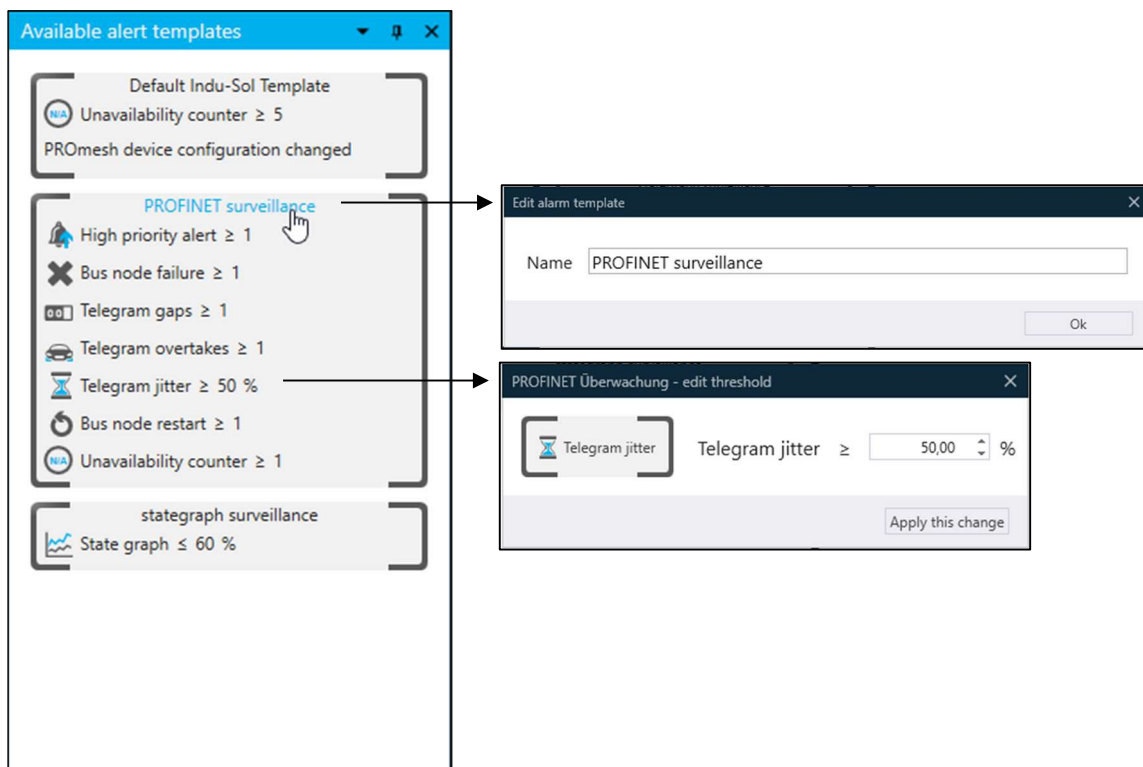 Available alert templates
Default Indu-Sol Template
N/A Unavailability counter ≥ 5
PROmesh device configuration changed
PROFINET surveillance
High priority alert ≥ 1
Bus node failure ≥ 1
Telegram gaps ≥ 1
Telegram overtakes ≥ 1
Telegram jitter ≥ 50 %
Bus node restart ≥ 1
N/A Unavailability counter ≥ 1
stategraph surveillance
State graph ≤ 60 %
Edit alarm template
Name PROFINET surveillance
Ok
PROFINET Überwachung - edit threshold
Telegram jitter Telegram jitter ≥ 50,00 %
Apply this change